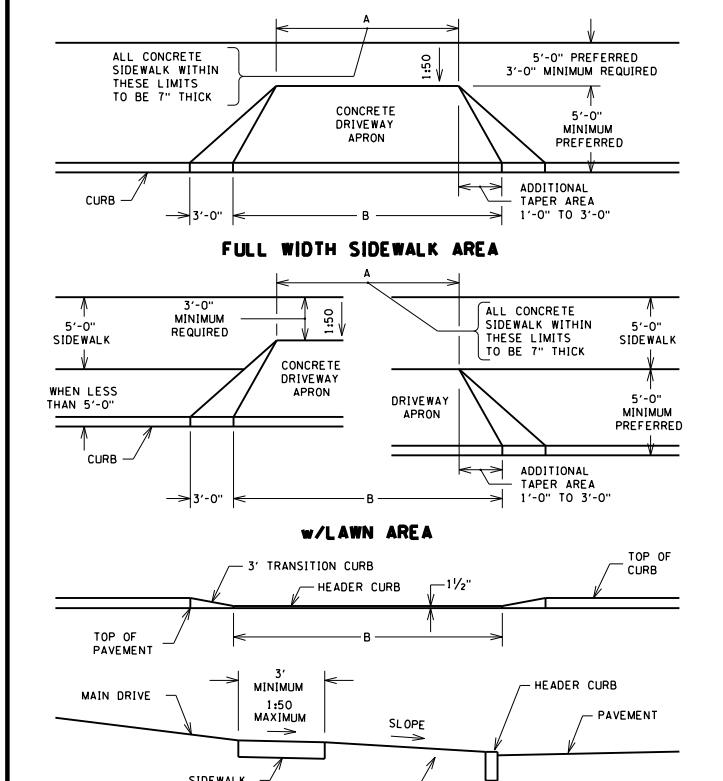 A
ALL CONCRETE
SIDEWALK WITHIN
THESE LIMITS
TO BE 7" THICK
1:50
5'-0" PREFERRED
3'-0" MINIMUM REQUIRED
CONCRETE
DRIVEWAY
APRON
5'-0"
MINIMUM
PREFERRED
CURB
3'-0"
B
ADDITIONAL
TAPER AREA
1'-0" TO 3'-0"
FULL WIDTH SIDEWALK AREA
A
5'-0"
SIDEWALK
3'-0"
MINIMUM
REQUIRED
1:50
ALL CONCRETE
SIDEWALK WITHIN
THESE LIMITS
TO BE 7" THICK
5'-0"
SIDEWALK
WHEN LESS
THAN 5'-0"
CONCRETE
DRIVEWAY
APRON
DRIVEWAY
APRON
5'-0"
MINIMUM
PREFERRED
CURB
3'-0"
B
ADDITIONAL
TAPER AREA
1'-0" TO 3'-0"
w/LAWN AREA
3' TRANSITION CURB
HEADER CURB
1½"
TOP OF
CURB
TOP OF
PAVEMENT
B
MAIN DRIVE
3'
MINIMUM
1:50
MAXIMUM
SLOPE
HEADER CURB
PAVEMENT
SIDEWALK